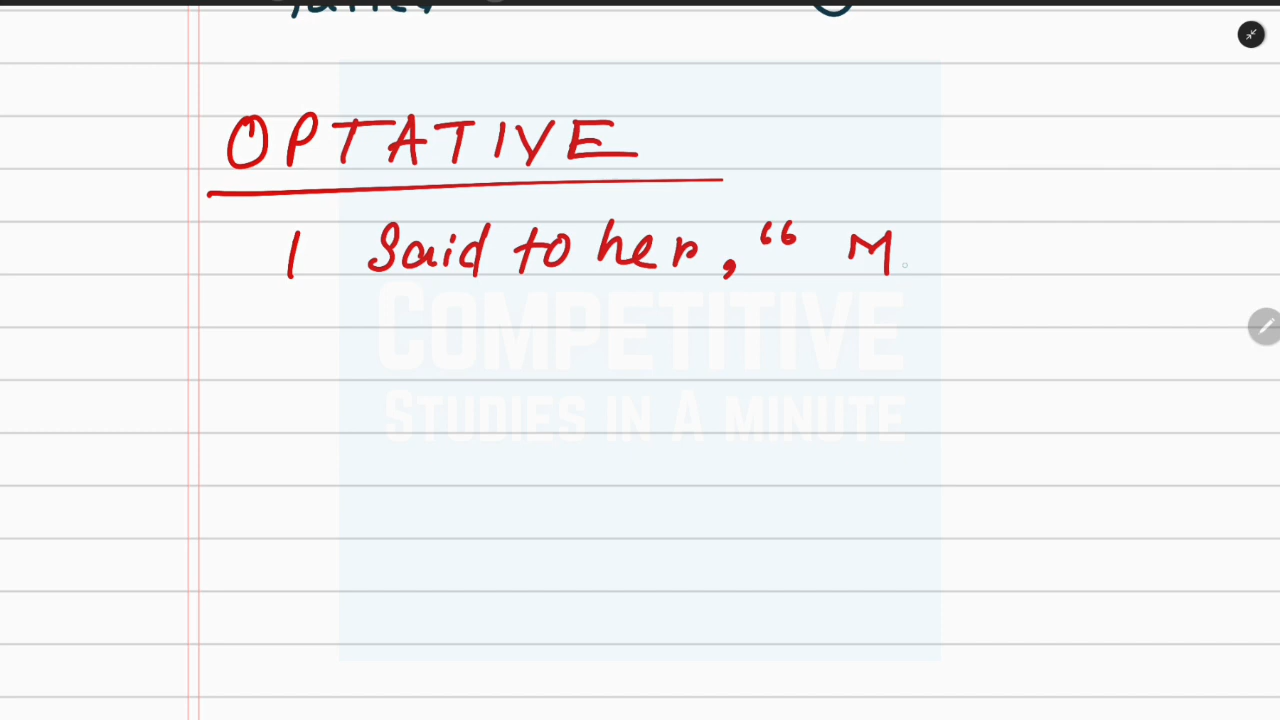 OPTATIVE
I said to her, “ M
COMPETITIVE
STUDIES IN A MINUTE